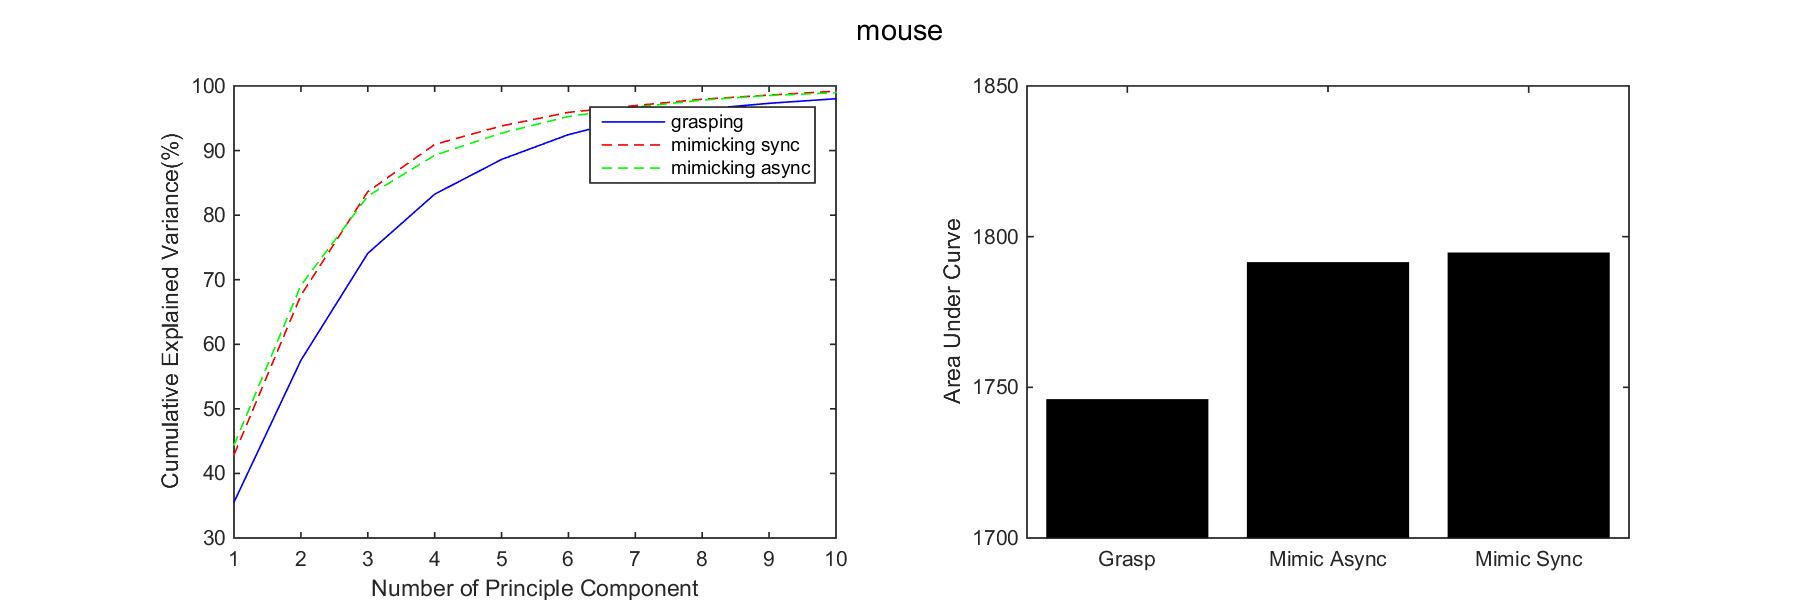 mouse
100
90
80
70
60
50
40
30
1 2 3 4 5 6 7 8 9 10
Cumulative Explained Variance(%)
Number of Principle Component
grasping
mimicking sync
mimicking async
1850
1800
1750
1700
Area Under Curve
Grasp Mimic Async Mimic Sync